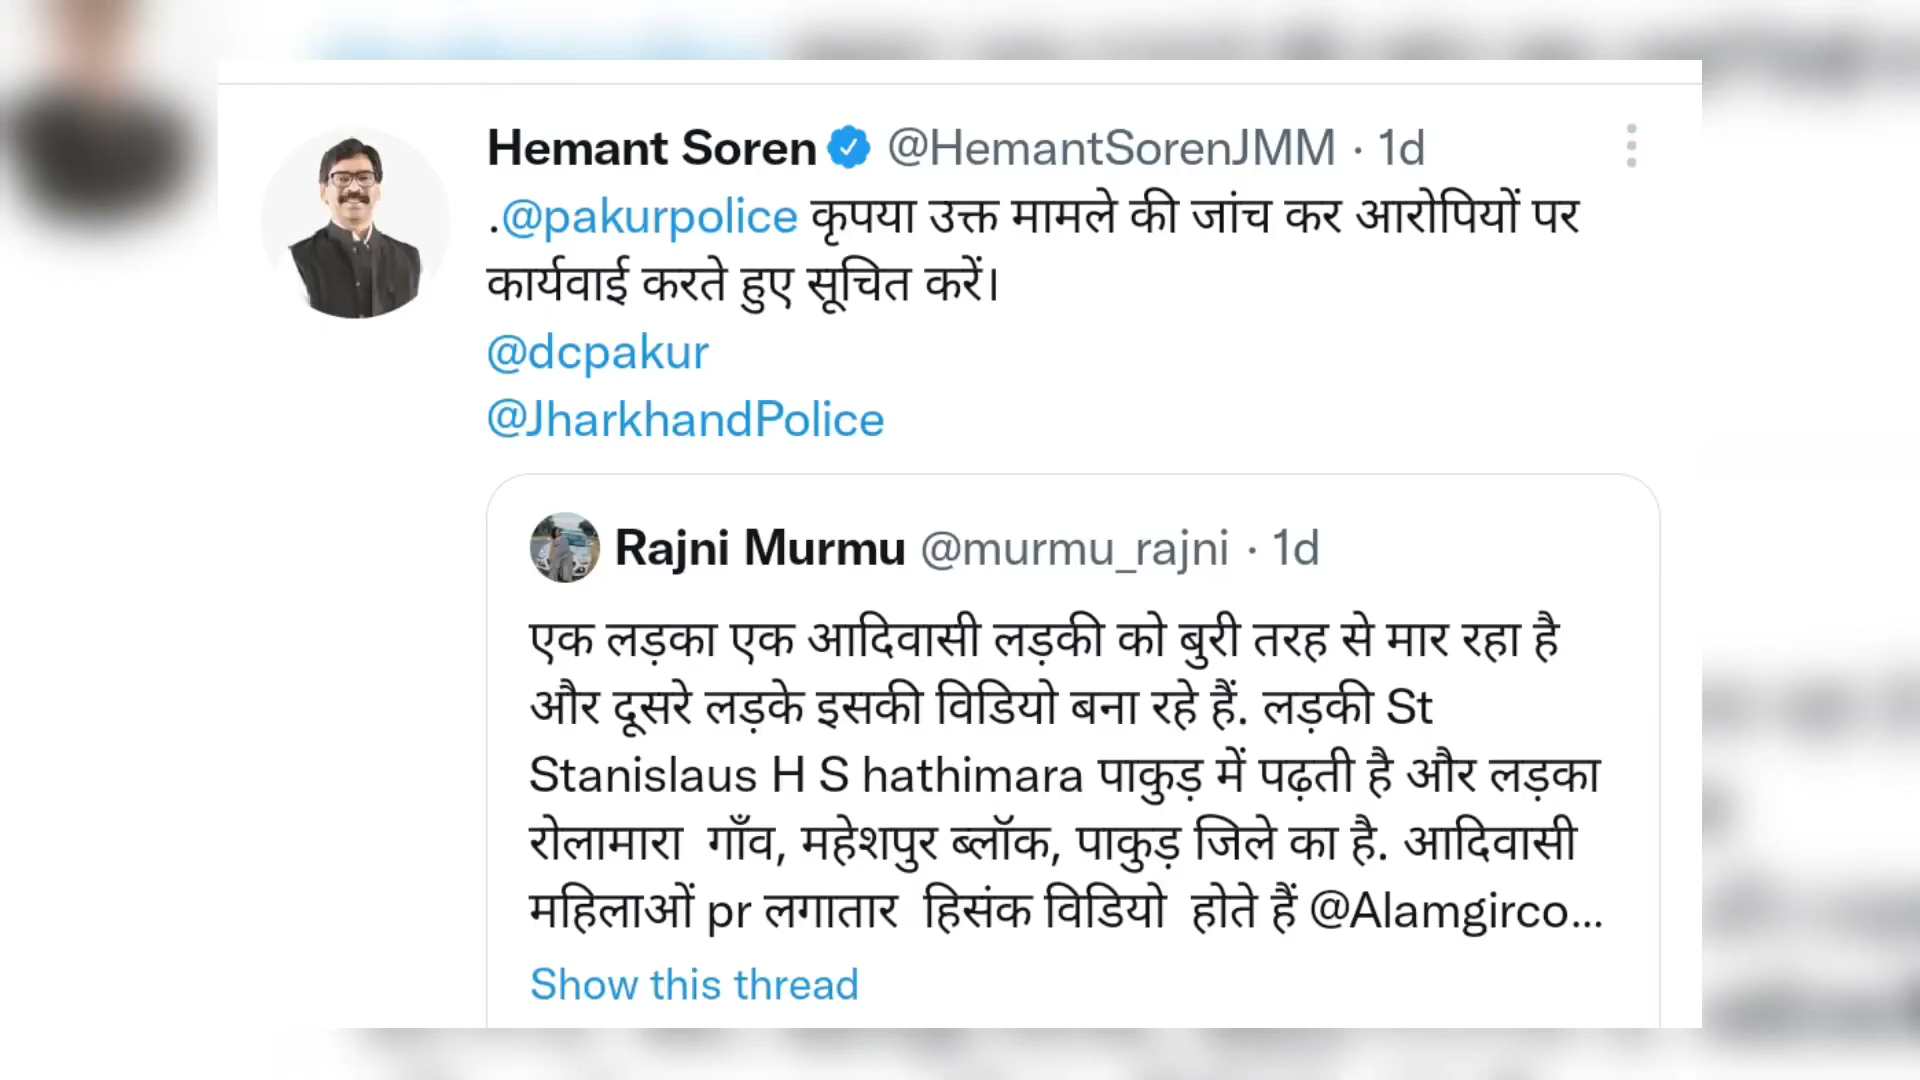 Hemant Soren @HemantSorenJMM · 1d
.@pakurpolice कृपया उक्त मामले की जांच कर आरोपियों पर
कार्यवाई करते हुए सूचित करें।
@dcpakur
@JharkhandPolice
Rajni Murmu @murmu_rajni · 1d
एक लड़का एक आदिवासी लड़की को बुरी तरह से मार रहा है
और दूसरे लड़के इसकी विडियो बना रहे हैं. लड़की St
Stanislaus H S hathimara पाकुड़ में पढ़ती है और लड़का
रोलामारा गाँव, महेशपुर ब्लॉक, पाकुड़ जिले का है. आदिवासी
महिलाओं pr लगातार हिसंक विडियो होते हैं @Alamgirco...
Show this thread